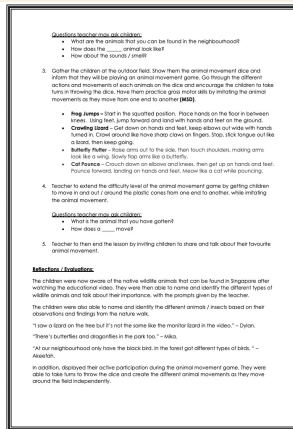 Questions teacher may ask children:
• What are the animals that you can found in the neighbourhood?
• How does the _____ animal look like?
• How about the sounds / smell?
3. Gather the children at the outdoor field. Show them the animal movement dice and
inform that they will be playing an animal movement game. Go through the different
actions and movements of each animals on the dice and encourage the children to take
turns in throwing the dice. Have them practice gross motor skills by imitating the animal
movements as they move from one end to another (MSD).
• Frog Jumps – Start in the squatted position. Place hands on the floor in between
knees. Using feet, jump forward and land with hands and feet on the ground.
• Crawling Lizard – Get down on hands and feet, keep elbows out wide with hands
turned in. Crawl around like have sharp claws on fingers. Stop, stick tongue out like
a lizard, then keep going.
• Butterfly Flutter – Raise arms out to the side, then touch shoulders, making arms
look like a wing. Slowly flap arms like a butterfly.
• Cat Pounce – Crouch down on elbows and knees, then get up on hands and feet.
Pounce forward, landing on hands and feet. Meow like a cat while pouncing.
4. Teacher to extend the difficulty level of the animal movement game by getting children
to move in and out / around the plastic cones from one end to another, while imitating
the animal movement.
Questions teacher may ask children:
• What is the animal that you have gotten?
• How does a _____ move?
5. Teacher to then end the lesson by inviting children to share and talk about their favourite
animal movement.
Reflections / Evaluations:
The children were now aware of the native wildlife animals that can be found in Singapore after
watching the educational video. They were then able to name and identify the different types of
wildlife animals and talk about their importance, with the prompts given by the teacher.
The children were also able to name and identify the different animals / insects based on their
observations and findings from the nature walk.
"I saw a lizard on the tree but it's not the same like the monitor lizard in the video." – Dylan.
"There's butterflies and dragonflies in the park too." – Mika.
"At our neighbourhood only have the black bird. In the forest got different types of birds. " –
Akeefah.
In addition, displayed their active participation during the animal movement game. They were
able to take turns to throw the dice and create the different animal movements as they move
around the field independently.